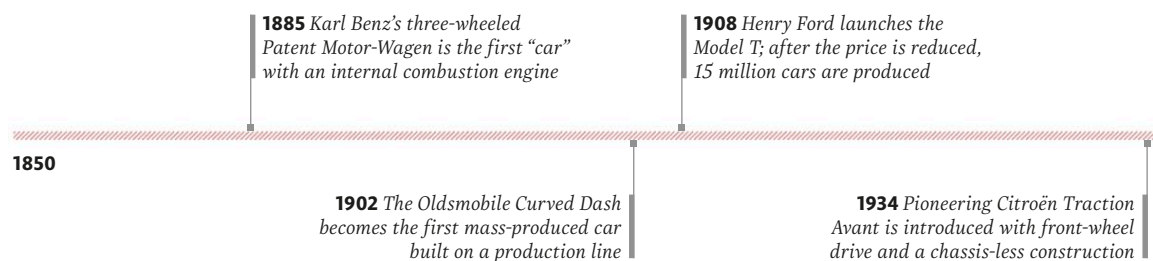 1885 Karl Benz’s three-wheeled
Patent Motor-Wagen is the first “car”
with an internal combustion engine
1908 Henry Ford launches the
Model T; after the price is reduced,
15 million cars are produced
1850
1902 The Oldsmobile Curved Dash
becomes the first mass-produced car
built on a production line
1934 Pioneering Citroën Traction
Avant is introduced with front-wheel
drive and a chassis-less construction